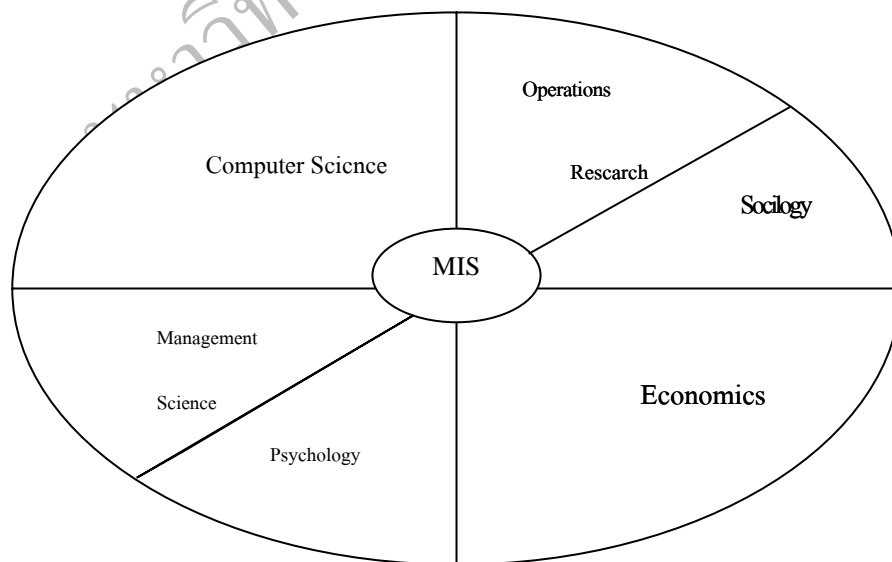 Operations
Computer Scicnce
Rescarch
Socilogy
MIS
Management
Science
Economics
Psychology